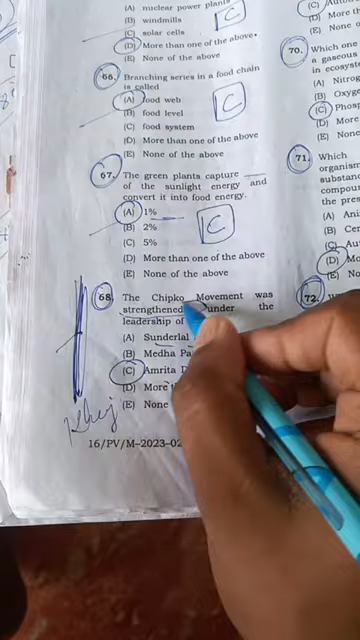 (A) nuclear power plants
(B) windmills
C
(C) solar cells
(D) More than one of the above
(E) None of the above
66. Branching series in a food chain
is called
(A) food web
(B) food level
C
(C) food system
(D) More than one of the above
(E) None of the above
67. The green plants capture ____
of the sunlight energy and
convert it into food energy.
(A) 1%
(B) 2%
C
(C) 5%
(D) More than one of the above
(E) None of the above
68. The Chipko Movement was
strengthened under the
leadership of
(A) Sunderlal
(B) Medha
(C) Amrita
(D) More
(E) None
16/PV/M-2023-02
(D) More
(E) None
70. Which one
a gaseous
in ecosyste
(A) Nitrog
(B) Oxyg
(C) Phosp
(D) More
(E) None
71. Which
organism
substanc
compou
the pres
(A) Ani
(B) Cer
(C) Au
(D) Mo
(E) No
72.